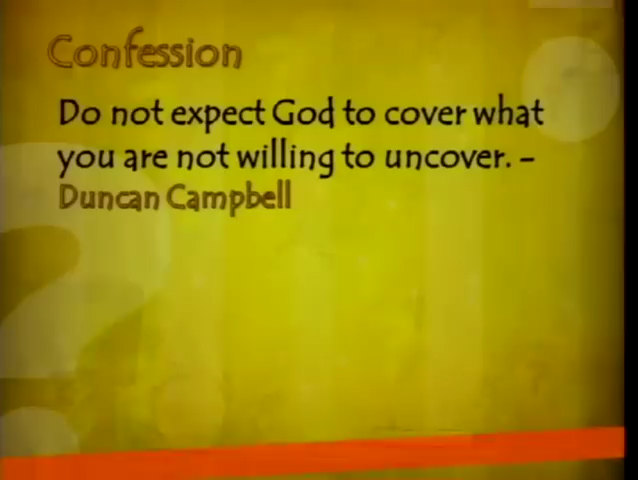 Confession
Do not expect God to cover what
you are not willing to uncover. –
Duncan Campbell